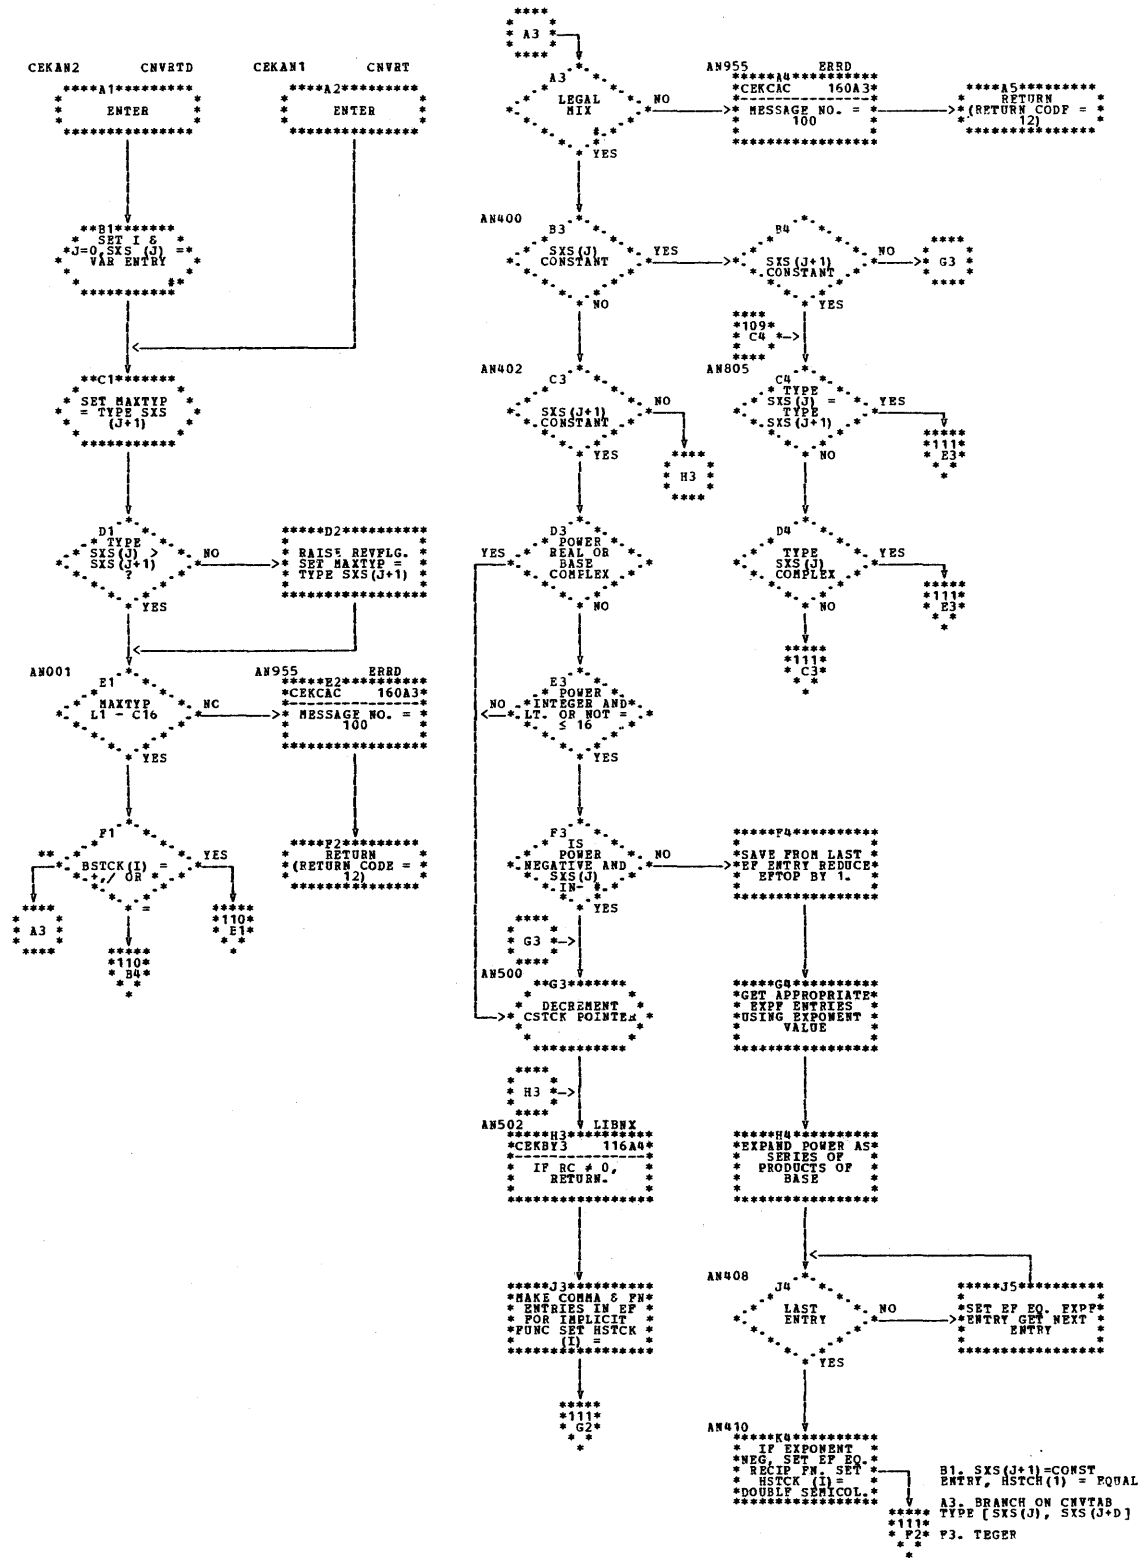 CEKAN2 CNVRTD
A1
ENTER
B1
SET I &
J=0,SXS (J) =
VAR ENTRY
#
C1
SET MAXTYP
= TYPE SXS
(J+1)
D1
TYPE
SXS(J) >
SXS(J+1)
?
NO
YES
AN001
E1
MAXTYP
L1 - C16
NC
YES
F1
**
BSTCK(I) =
+,/ OR *
YES
=
A3
110
B4
110
E1
CEKAN1 CNVRT
A2
ENTER
D2
RAISE REVFLG.
SET MAXTYP =
TYPE SXS(J+1)
AN955 ERRD
E2
CEKCAC 160A3
MESSAGE NO. =
100
F2
RETURN
(RETURN CODE =
12)
A3
A3
LEGAL
MIX
#
NO
YES
AN400
B3
SXS(J)
CONSTANT
YES
NO
AN402
C3
SXS(J+1)
CONSTANT
NO
YES
H3
D3
POWER
REAL OR
BASE
COMPLEX
YES
NO
E3
POWER
INTEGER AND
LT. OR NOT =
≤ 16
NO
YES
F3
IS
POWER
NEGATIVE AND
SXS(J)
IN- #
NO
YES
G3
AN500
G3
DECREMENT
CSTCK POINTER
H3
AN502 LIBNX
H3
CEKBY3 116A4
IF RC ≠ 0,
RETURN.
J3
MAKE COMMA & FN
ENTRIES IN EF
FOR IMPLICIT
FUNC SET HSTCK
(I) =
111
G2
AN955 ERRD
A4
CEKCAC 160A3
MESSAGE NO. =
100
A5
RETURN
(RETURN CODF =
12)
B4
SXS(J+1)
CONSTANT
NO
YES
G3
109
C4
AN805
C4
TYPE
SXS(J) =
TYPE
SXS(J+1)
YES
NO
111
E3
D4
TYPE
SXS(J)
COMPLEX
YES
NO
111
E3
111
C3
F4
SAVE FROM LAST
EF ENTRY REDUCE
EFTOP BY 1.
G4
GET APPROPRIATE
EXPF ENTRIES
USING EXPONENT
VALUE
H4
EXPAND POWER AS
SERIES OF
PRODUCTS OF
BASE
AN408
J4
LAST
ENTRY
NO
YES
J5
SET EF EQ. EXPF
ENTRY GET NEXT
ENTRY
AN410
K4
IF EXPONENT
NEG, SET EF EQ.
RECIP FN. SET
HSTCK (I)=
DOUBLE SEMICOL.
111
F2
B1. SXS(J+1)=CONST
ENTRY, HSTCH(1) = EQUAL
A3. BRANCH ON CNVTAB
TYPE [SXS(J), SXS(J+D]
F3. TEGER